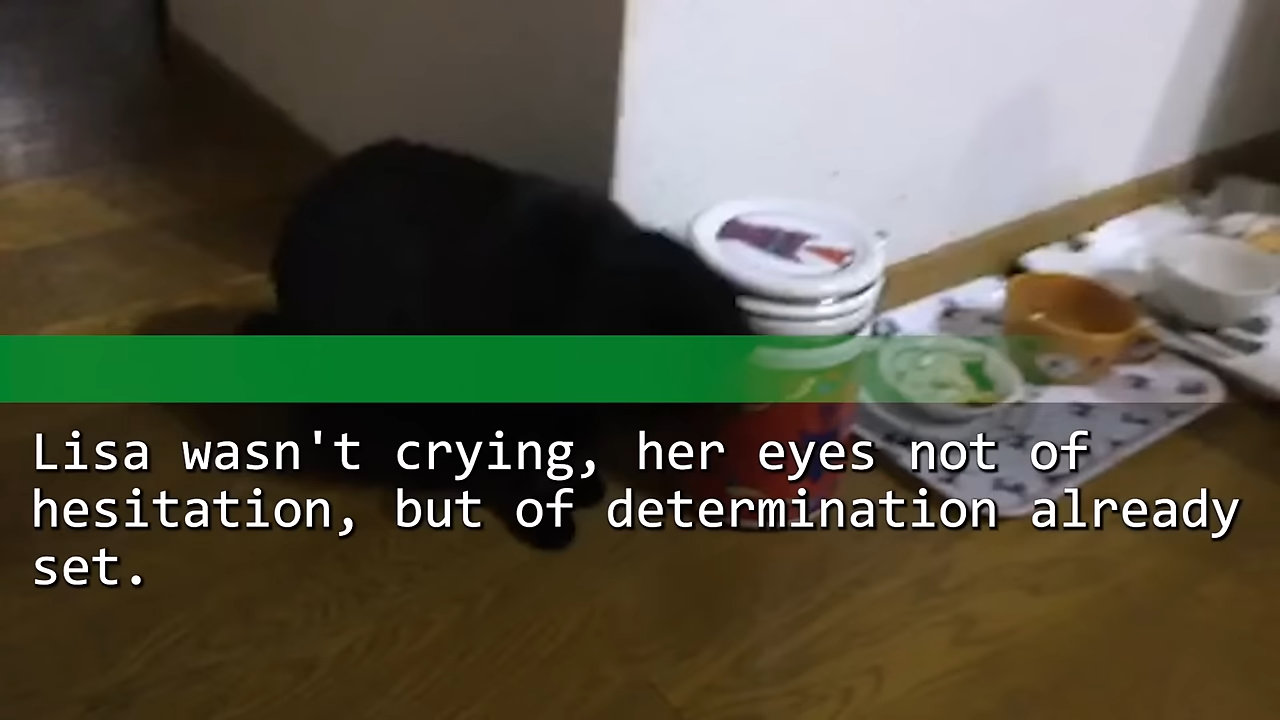 Lisa wasn't crying, her eyes not of
hesitation, but of determination already
set.